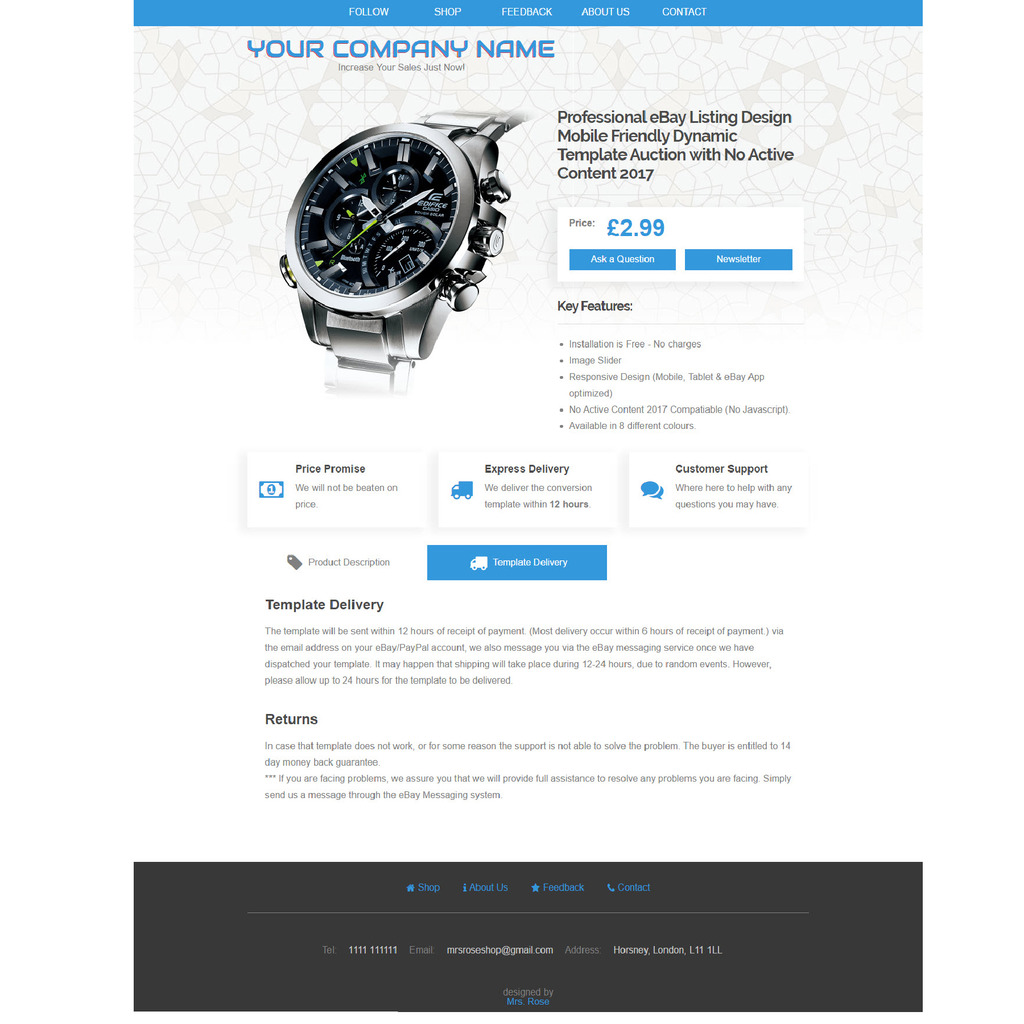 FOLLOW SHOP FEEDBACK ABOUT US CONTACT
YOUR COMPANY NAME
Increase Your Sales Just Now!
Professional eBay Listing Design
Mobile Friendly Dynamic
Template Auction with No Active
Content 2017
EDIFICE
CASIO
TOUGH SOLAR
Bluetooth
Price: £2.99
Ask a Question Newsletter
Key Features:
• Installation is Free - No charges
• Image Slider
• Responsive Design (Mobile, Tablet & eBay App
optimized)
• No Active Content 2017 Compatiable (No Javascript).
• Available in 8 different colours.
Price Promise
We will not be beaten on
price.
Express Delivery
We deliver the conversion
template within 12 hours.
Customer Support
Where here to help with any
questions you may have.
Product Description Template Delivery
Template Delivery
The template will be sent within 12 hours of receipt of payment. (Most delivery occur within 6 hours of receipt of payment.) via
the email address on your eBay/PayPal account, we also message you via the eBay messaging service once we have
dispatched your template. It may happen that shipping will take place during 12-24 hours, due to random events. However,
please allow up to 24 hours for the template to be delivered.
Returns
In case that template does not work, or for some reason the support is not able to solve the problem. The buyer is entitled to 14
day money back guarantee.
*** If you are facing problems, we assure you that we will provide full assistance to resolve any problems you are facing. Simply
send us a message through the eBay Messaging system.
Shop About Us Feedback Contact
Tel: 1111 111111 Email: mrsroseshop@gmail.com Address: Horsney, London, L11 1LL
designed by
Mrs. Rose